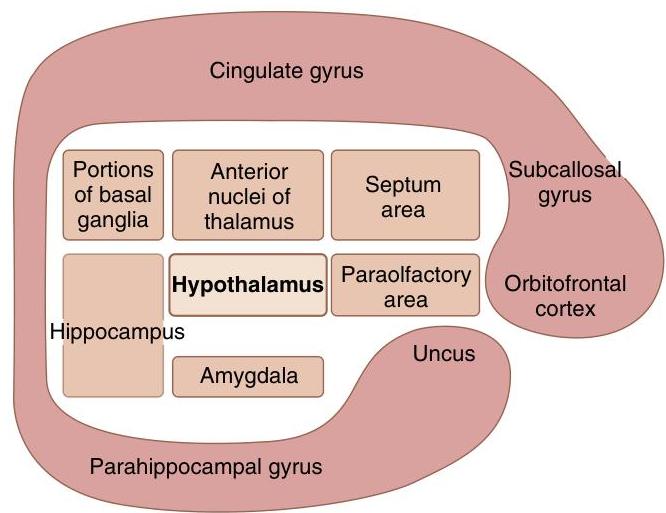 Cingulate gyrus
Portions
of basal
ganglia
Anterior
nuclei of
thalamus
Septum
area
Subcallosal
gyrus
Hypothalamus
Paraolfactory
area
Orbitofrontal
cortex
Hippocampus
Uncus
Amygdala
Parahippocampal gyrus